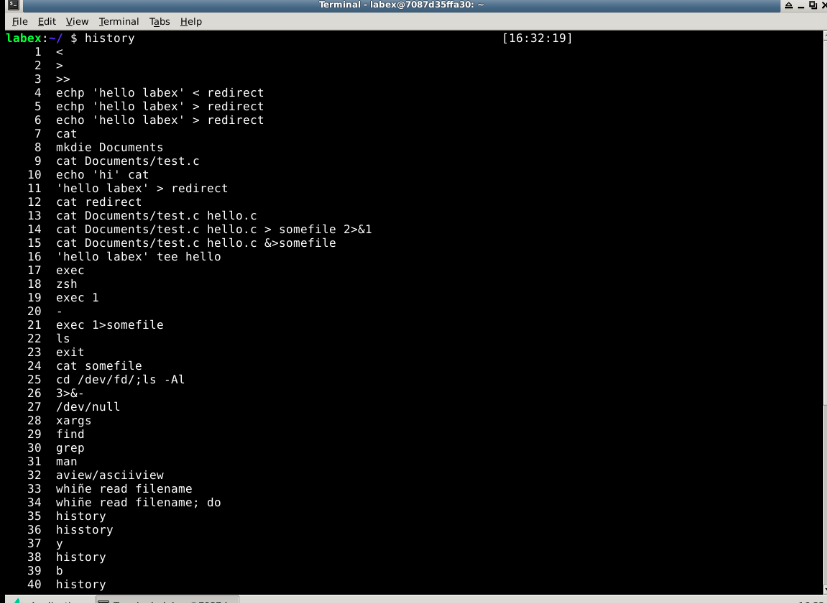 Terminal - labex@7087d35ffa30: ~
File Edit View Terminal Tabs Help
labex:~/ $ history [16:32:19]
1 <
2 >
3 >>
4 echp 'hello labex' < redirect
5 echp 'hello labex' > redirect
6 echo 'hello labex' > redirect
7 cat
8 mkdie Documents
9 cat Documents/test.c
10 echo 'hi' cat
11 'hello labex' > redirect
12 cat redirect
13 cat Documents/test.c hello.c
14 cat Documents/test.c hello.c > somefile 2>&1
15 cat Documents/test.c hello.c &>somefile
16 'hello labex' tee hello
17 exec
18 zsh
19 exec 1
20 -
21 exec 1>somefile
22 ls
23 exit
24 cat somefile
25 cd /dev/fd/;ls -Al
26 3>&-
27 /dev/null
28 xargs
29 find
30 grep
31 man
32 aview/asciiview
33 whiñe read filename
34 whiñe read filename; do
35 history
36 hisstory
37 y
38 history
39 b
40 history